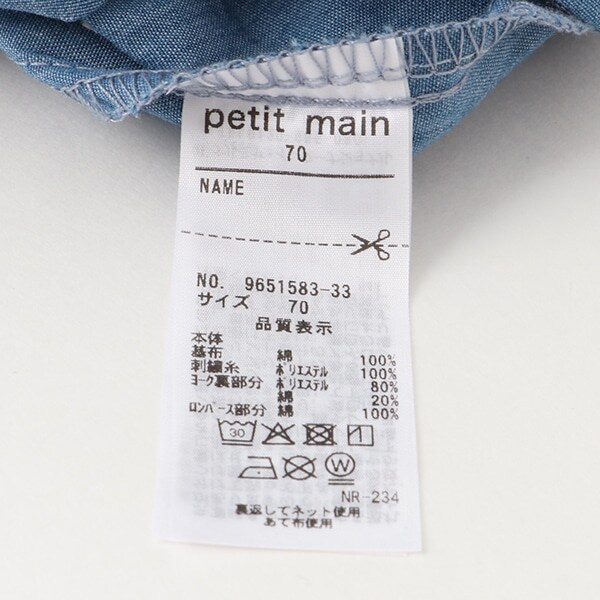 petit main
70
NAME
NO. 9651583-33
サイズ 70
品質表示
本体
基布 綿 100%
刺繍糸 ポリエステル 100%
ヨーク裏部分 ポリエステル 80%
綿 20%
ロンパース部分 綿 100%
30
W
NR-234
裏返してネット使用
あて布使用